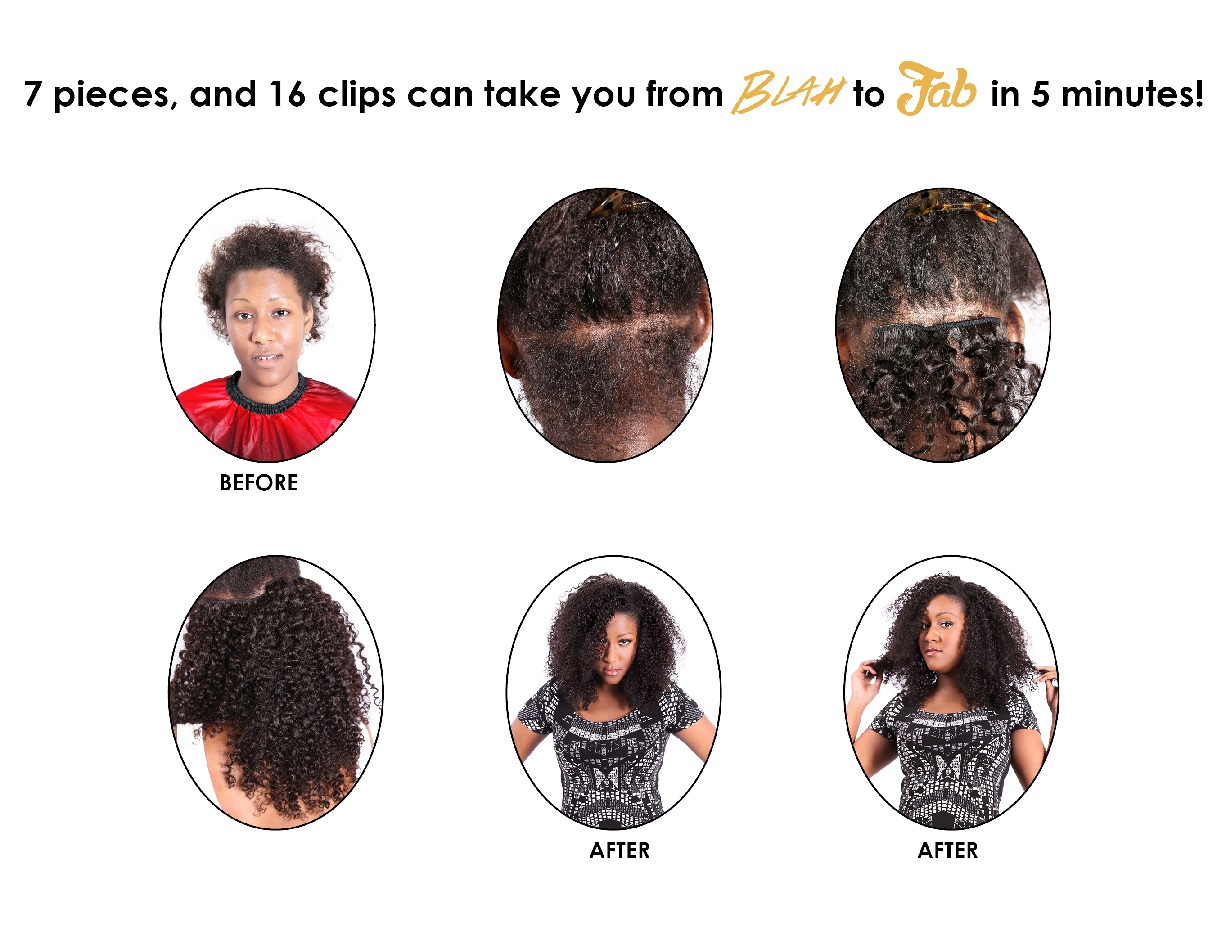 7 pieces, and 16 clips can take you from BLAH to Fab in 5 minutes!
BEFORE
AFTER
AFTER